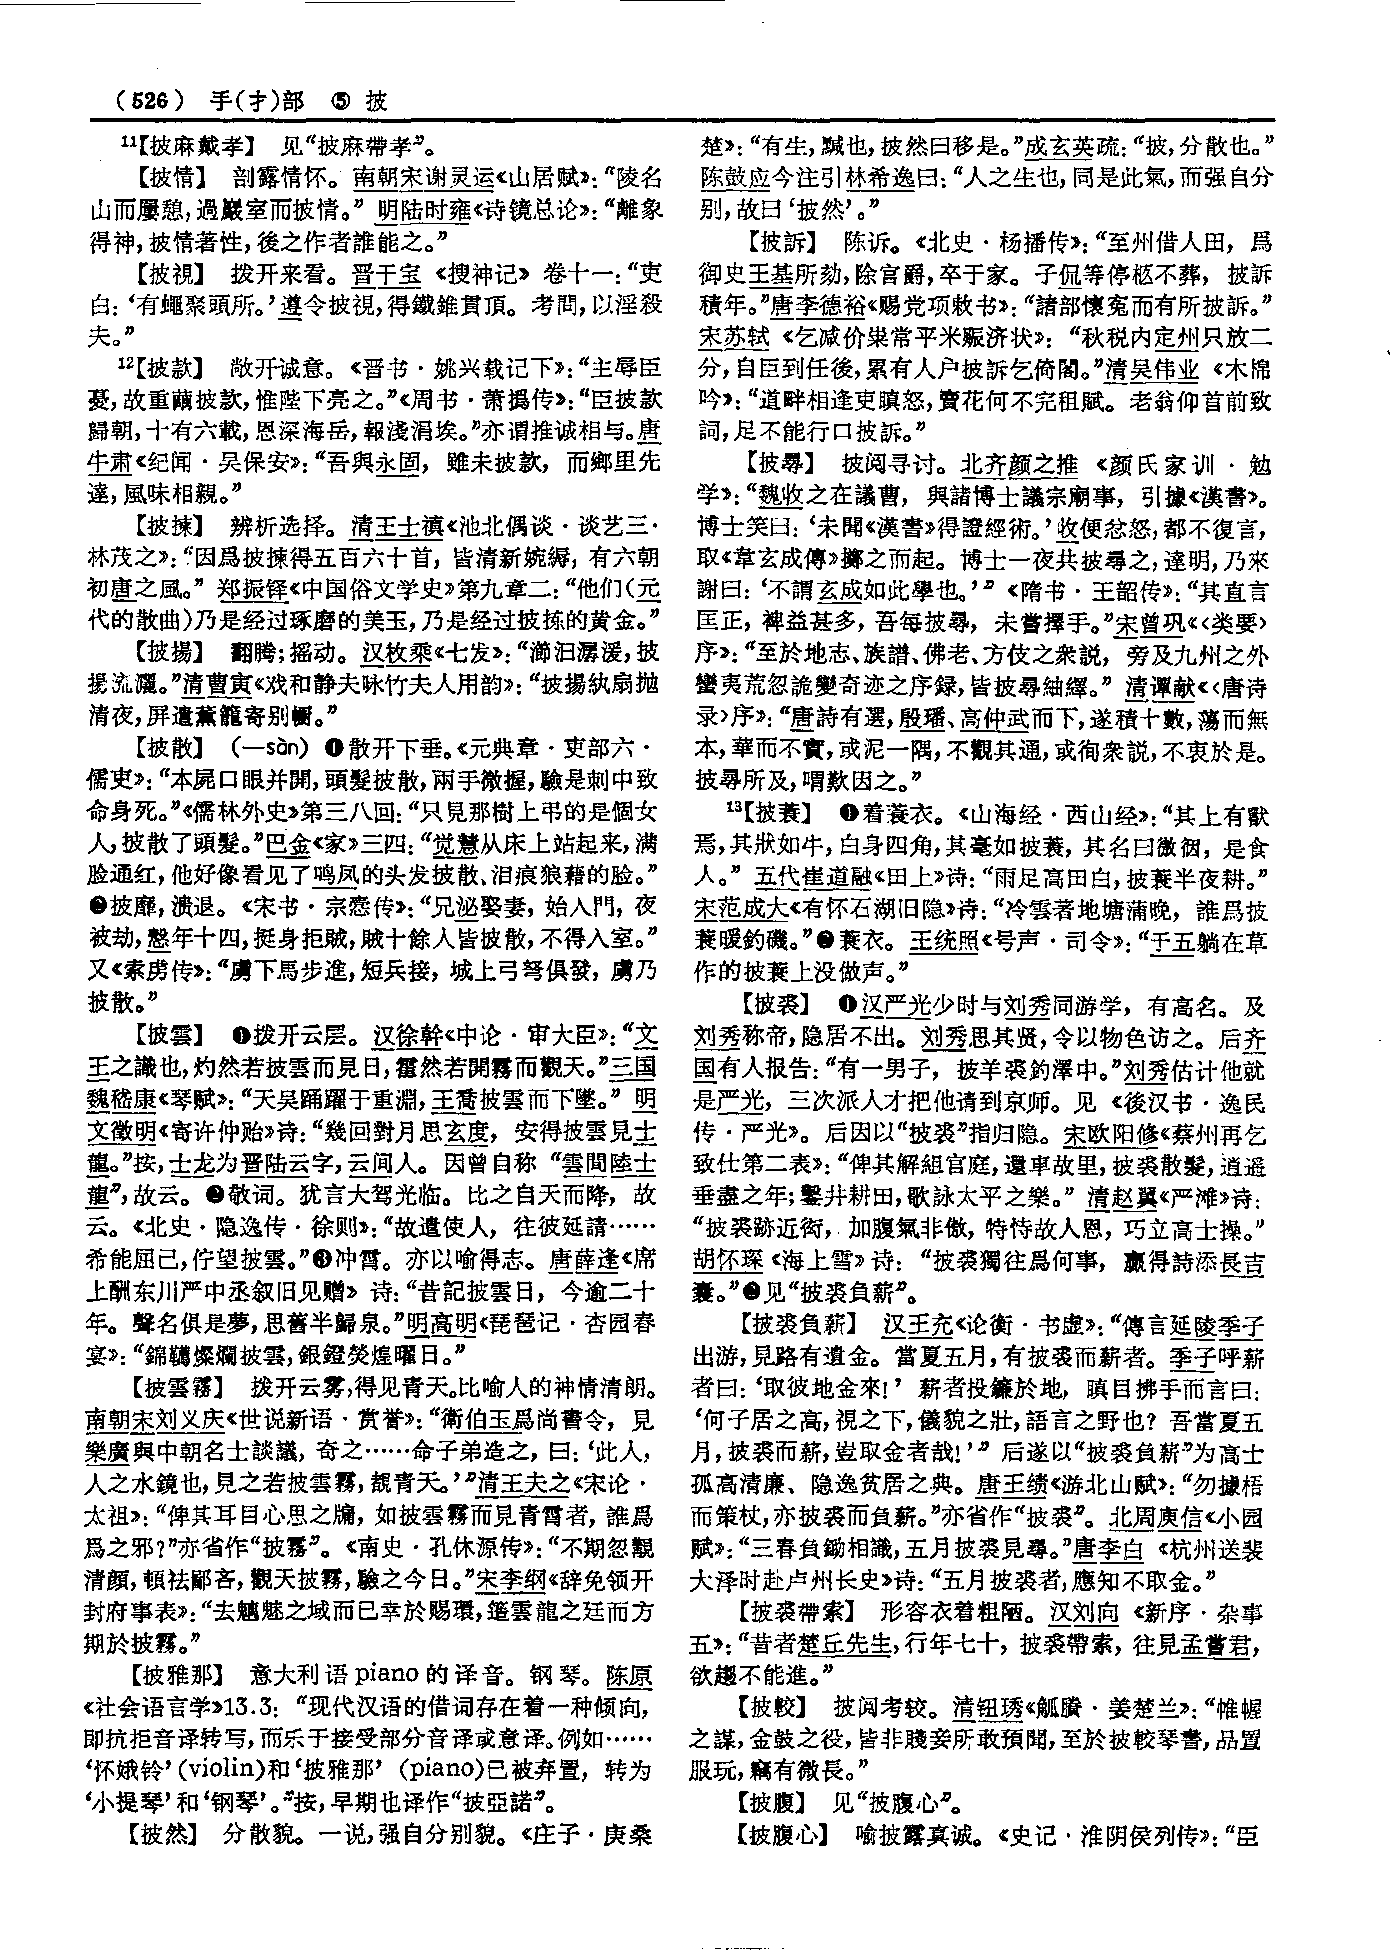 (526) 手(扌)部 ⑤ 披
11【披麻戴孝】 见“披麻帶孝”。
【披情】 剖露情怀。南朝宋谢灵运《山居赋》：“陵名
山而屢憩，過巖室而披情。” 明陆时雍《诗镜总论》：“離象
得神，披情著性，後之作者誰能之。”
【披視】 拨开来看。晋干宝《搜神记》卷十一：“吏
白：‘有蠅聚頭所。’遵令披視，得鐵錐貫頂。考問，以淫殺
夫。”
12【披款】 敞开诚意。《晋书·姚兴载记下》：“主辱臣
憂，故重繭披款，惟陛下亮之。”《周书·萧撝传》：“臣披款
歸朝，十有六載，恩深海岳，報淺涓埃。”亦谓推诚相与。唐
牛肃《纪闻·吴保安》：“吾與永固，雖未披款，而鄉里先
達，風味相親。”
【披揀】 辨析选择。清王士禛《池北偶谈·谈艺三·
林茂之》：“因爲披揀得五百六十首，皆清新婉縟，有六朝
初唐之風。” 郑振铎《中国俗文学史》第九章二：“他们(元
代的散曲)乃是经过琢磨的美玉，乃是经过披拣的黄金。”
【披揚】 翻腾；摇动。汉枚乘《七发》：“㵧汩潺湲，披
揚流灑。”清曹寅《戏和静夫咏竹夫人用韵》：“披揚紈扇抛
清夜，屏遣薰籠寄别幮。”
【披散】 (—sàn) ❶散开下垂。《元典章·吏部六·
儒吏》：“本屍口眼并開，頭髮披散，兩手微握，驗是刺中致
命身死。”《儒林外史》第三八回：“只見那樹上弔的是個女
人，披散了頭髮。”巴金《家》三四：“觉慧从床上站起来，满
脸通红，他好像看见了鸣凤的头发披散、泪痕狼藉的脸。”
❷披靡，溃退。《宋书·宗悫传》：“兄泌娶妻，始入門，夜
被劫，慤年十四，挺身拒賊，賊十餘人皆披散，不得入室。”
又《索虏传》：“虜下馬步進，短兵接，城上弓弩俱發，虜乃
披散。”
【披雲】 ❶拨开云层。汉徐幹《中论·审大臣》：“文
王之識也，灼然若披雲而見日，霍然若開霧而觀天。”三国
魏嵇康《琴赋》：“天吴踊躍于重淵，王喬披雲而下墜。” 明
文徵明《寄许仲贻》诗：“幾回對月思玄度，安得披雲見士
龍。”按，士龙为晋陆云字，云间人。因曾自称“雲間陸士
龍”，故云。❷敬词。犹言大驾光临。比之自天而降，故
云。《北史·隐逸传·徐则》：“故遣使人，往彼延請……
希能屈己，佇望披雲。”❸冲霄。亦以喻得志。唐薛逢《席
上酬东川严中丞叙旧见赠》诗：“昔記披雲日，今逾二十
年。聲名俱是夢，思舊半歸泉。”明高明《琵琶记·杏园春
宴》：“錦韉燦爛披雲，銀鐙熒煌曜日。”
【披雲霧】 拨开云雾，得见青天。比喻人的神情清朗。
南朝宋刘义庆《世说新语·赏誉》：“衛伯玉爲尚書令，見
樂廣與中朝名士談議，奇之……命子弟造之，曰：‘此人，
人之水鏡也，見之若披雲霧，覩青天。’”清王夫之《宋论·
太祖》：“俾其耳目心思之牖，如披雲霧而見青霄者，誰爲
爲之邪？”亦省作“披霧”。《南史·孔休源传》：“不期忽覯
清顔，頓祛鄙吝，觀天披霧，驗之今日。”宋李纲《辞免领开
封府事表》：“去魑魅之域而已幸於賜環，簉雲龍之廷而方
期於披霧。”
【披雅那】 意大利语piano的译音。钢琴。陈原
《社会语言学》13.3：“现代汉语的借词存在着一种倾向，
即抗拒音译转写，而乐于接受部分音译或意译。例如……
‘怀娥铃’(violin)和‘披雅那’(piano)已被弃置，转为
‘小提琴’和‘钢琴’。”按，早期也译作“披亞諾”。
【披然】 分散貌。一说，强自分别貌。《庄子·庚桑
楚》：“有生，黬也，披然曰移是。”成玄英疏：“披，分散也。”
陈鼓应今注引林希逸曰：“人之生也，同是此氣，而强自分
别，故曰‘披然’。”
【披訴】 陈诉。《北史·杨播传》：“至州借人田，爲
御史王基所劾，除官爵，卒于家。子侃等停柩不葬，披訴
積年。”唐李德裕《赐党项敕书》：“諸部懷冤而有所披訴。”
宋苏轼《乞减价粜常平米赈济状》：“秋税内定州只放二
分，自臣到任後，累有人户披訴乞倚閣。”清吴伟业《木棉
吟》：“道畔相逢吏瞋怒，賣花何不完租賦。老翁仰首前致
詞，足不能行口披訴。”
【披尋】 披阅寻讨。北齐颜之推《颜氏家训·勉
学》：“魏收之在議曹，與諸博士議宗廟事，引據《漢書》。
博士笑曰：‘未聞《漢書》得證經術。’收便忿怒，都不復言，
取《韋玄成傳》擲之而起。博士一夜共披尋之，達明，乃來
謝曰：‘不謂玄成如此學也。’” 《隋书·王韶传》：“其直言
匡正，裨益甚多，吾每披尋，未嘗擇手。”宋曾巩《〈类要〉
序》：“至於地志、族譜、佛老、方伎之衆説，旁及九州之外
蠻夷荒忽詭變奇迹之序録，皆披尋紬繹。” 清谭献《〈唐诗
录〉序》：“唐詩有選，殷璠、高仲武而下，遂積十數，蕩而無
本，華而不實，或泥一隅，不觀其通，或徇衆説，不衷於是。
披尋所及，喟歎因之。”
13【披蓑】 ❶着蓑衣。《山海经·西山经》：“其上有獸
焉，其狀如牛，白身四角，其毫如披蓑，其名曰𢕟𢓨，是食
人。” 五代崔道融《田上》诗：“雨足高田白，披蓑半夜耕。”
宋范成大《有怀石湖旧隐》诗：“冷雲著地塘蒲晚，誰爲披
蓑暖釣磯。”❷蓑衣。王统照《号声·司令》：“于五躺在草
作的披蓑上没做声。”
【披裘】 ❶汉严光少时与刘秀同游学，有高名。及
刘秀称帝，隐居不出。刘秀思其贤，令以物色访之。后齐
国有人报告：“有一男子，披羊裘釣澤中。”刘秀估计他就
是严光，三次派人才把他请到京师。见《後汉书·逸民
传·严光》。后因以“披裘”指归隐。宋欧阳修《蔡州再乞
致仕第二表》：“俾其解組官庭，還車故里，披裘散髮，逍遥
垂盡之年；鑿井耕田，歌詠太平之樂。” 清赵翼《严滩》诗：
“披裘跡近衒，加腹氣非傲，特恃故人恩，巧立高士操。”
胡怀琛《海上雪》诗：“披裘獨往爲何事，贏得詩添長吉
囊。”❷见“披裘負薪”。
【披裘負薪】 汉王充《论衡·书虚》：“傳言延陵季子
出游，見路有遺金。當夏五月，有披裘而薪者。季子呼薪
者曰：‘取彼地金來！’薪者投鐮於地，瞋目拂手而言曰：
‘何子居之高，視之下，儀貌之壯，語言之野也？吾當夏五
月，披裘而薪，豈取金者哉！’” 后遂以“披裘負薪”为高士
孤高清廉、隐逸贫居之典。唐王绩《游北山赋》：“勿據梧
而策杖，亦披裘而負薪。”亦省作“披裘”。北周庾信《小园
赋》：“三春負鋤相識，五月披裘見尋。”唐李白《杭州送裴
大泽时赴卢州长史》诗：“五月披裘者，應知不取金。”
【披裘帶索】 形容衣着粗陋。汉刘向《新序·杂事
五》：“昔者楚丘先生，行年七十，披裘帶索，往見孟嘗君，
欲趨不能進。”
【披較】 披阅考较。清钮琇《觚賸·姜楚兰》：“帷幄
之謀，金鼓之役，皆非賤妾所敢預聞，至於披較琴書，品置
服玩，竊有微長。”
【披腹】 见“披腹心”。
【披腹心】 喻披露真诚。《史记·淮阴侯列传》：“臣